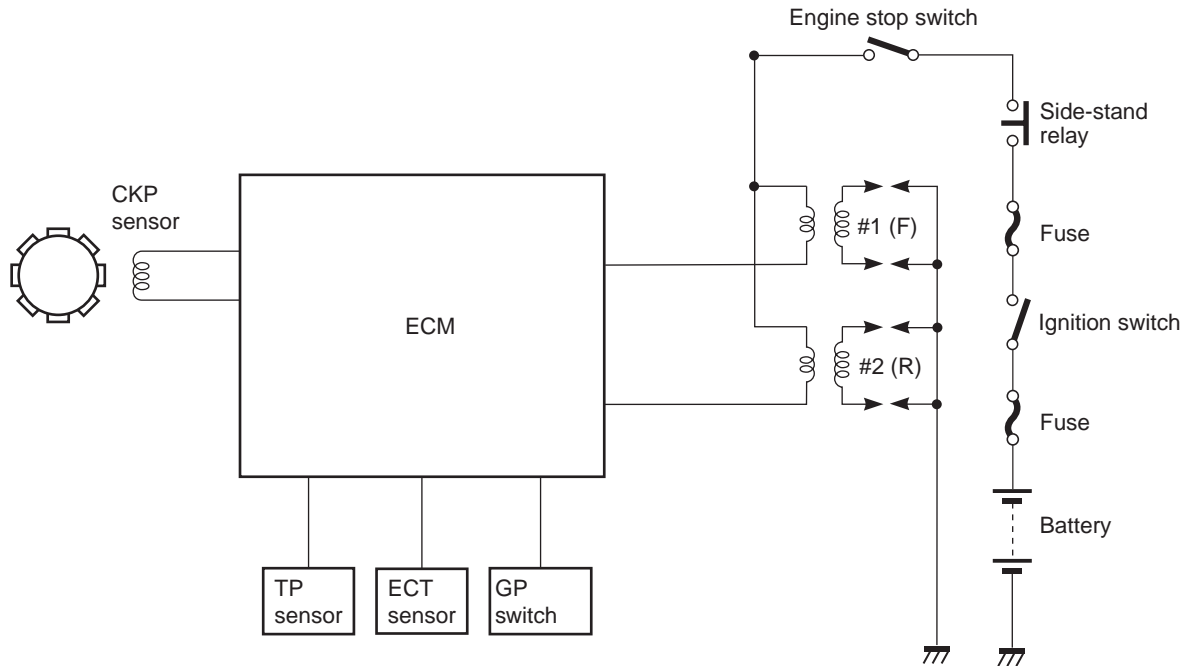 Engine stop switch
Side-stand
relay
CKP
sensor
#1 (F)
Fuse
ECM
Ignition switch
#2 (R)
Fuse
Battery
TP
sensor
ECT
sensor
GP
switch